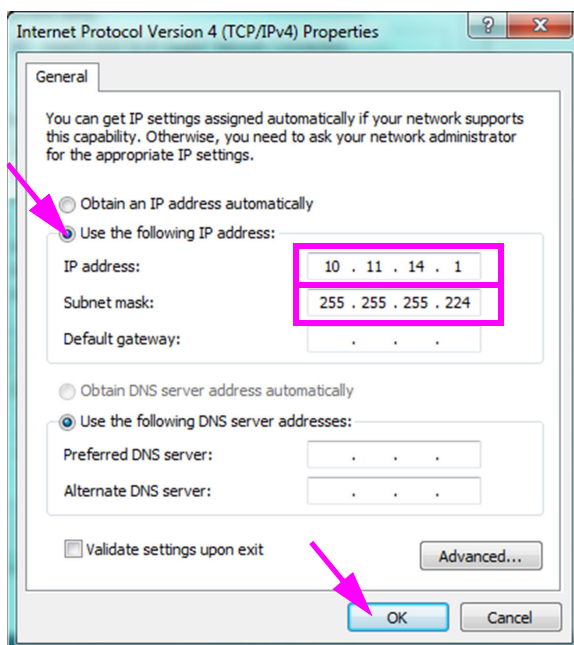 Internet Protocol Version 4 (TCP/IPv4) Properties
General
You can get IP settings assigned automatically if your network supports
this capability. Otherwise, you need to ask your network administrator
for the appropriate IP settings.
Obtain an IP address automatically
Use the following IP address:
IP address: 10 . 11 . 14 . 1
Subnet mask: 255 . 255 . 255 . 224
Default gateway: . . .
Obtain DNS server address automatically
Use the following DNS server addresses:
Preferred DNS server: . . .
Alternate DNS server: . . .
Validate settings upon exit Advanced...
OK Cancel